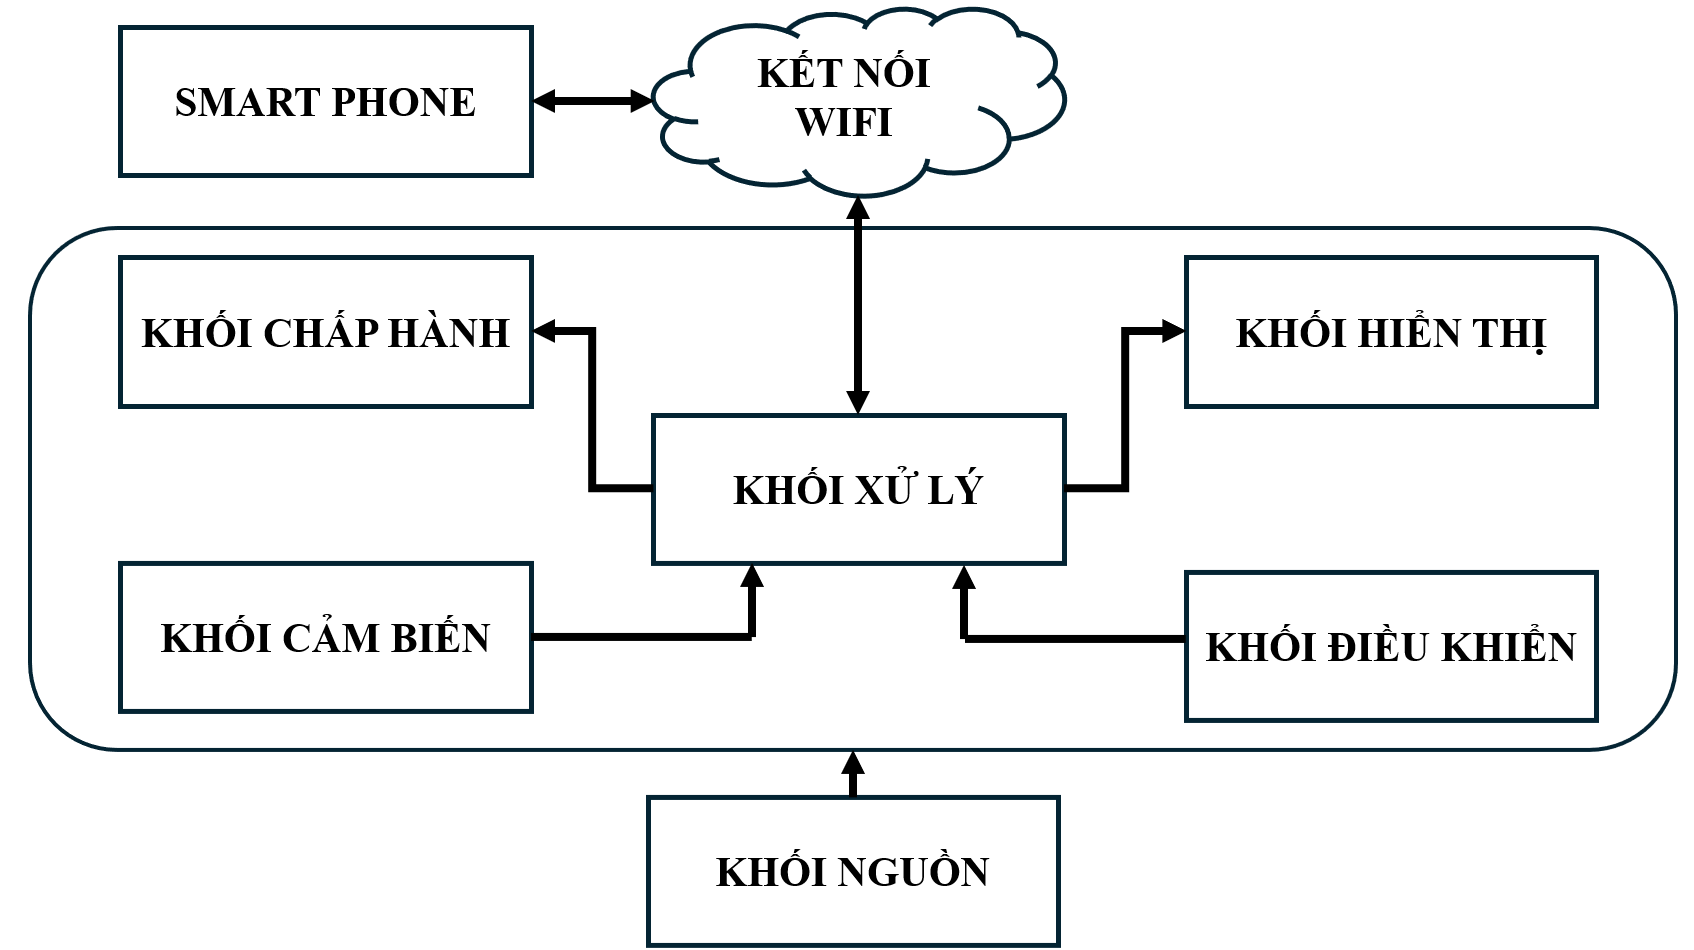 SMART PHONE
KẾT NỐI
WIFI
KHỐI CHẤP HÀNH
KHỐI HIỂN THỊ
KHỐI XỬ LÝ
KHỐI CẢM BIẾN
KHỐI ĐIỀU KHIỂN
KHỐI NGUỒN